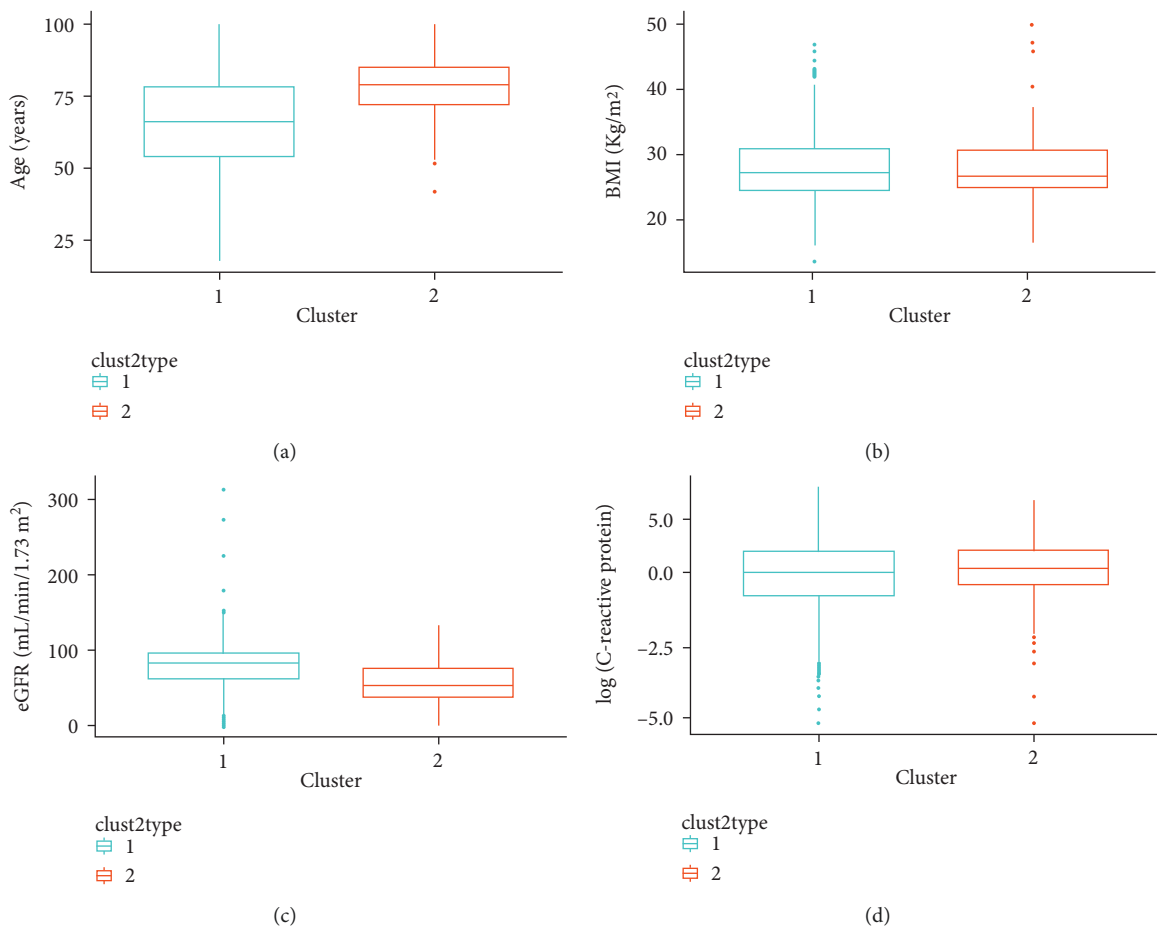 100
75
50
25
Age (years)
1
2
Cluster
clust2type
1
2
(a)
50
40
30
20
BMI (Kg/m²)
1
2
Cluster
clust2type
1
2
(b)
300
200
100
0
eGFR (mL/min/1.73 m²)
1
2
Cluster
clust2type
1
2
(c)
5.0
0.0
−2.5
−5.0
log (C-reactive protein)
1
2
Cluster
clust2type
1
2
(d)